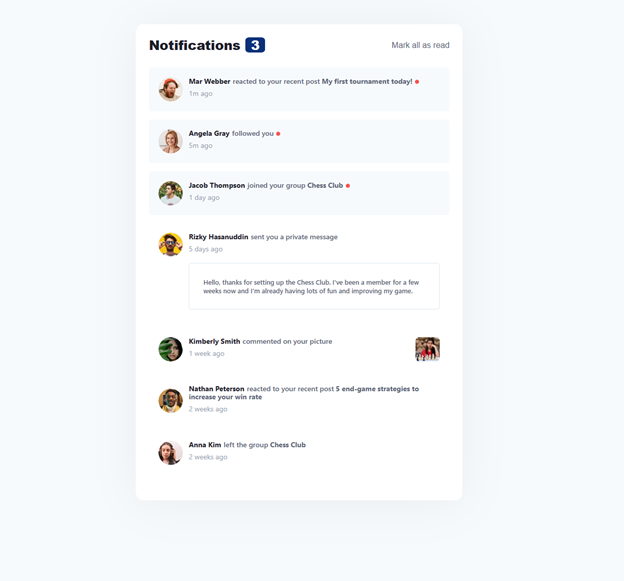 Notifications 3
Mark all as read
Mar Webber reacted to your recent post My first tournament today!
1m ago
Angela Gray followed you
5m ago
Jacob Thompson joined your group Chess Club
1 day ago
Rizky Hasanuddin sent you a private message
5 days ago
Hello, thanks for setting up the Chess Club. I've been a member for a few
weeks now and I'm already having lots of fun and improving my game.
Kimberly Smith commented on your picture
1 week ago
Nathan Peterson reacted to your recent post 5 end-game strategies to
increase your win rate
2 weeks ago
Anna Kim left the group Chess Club
2 weeks ago